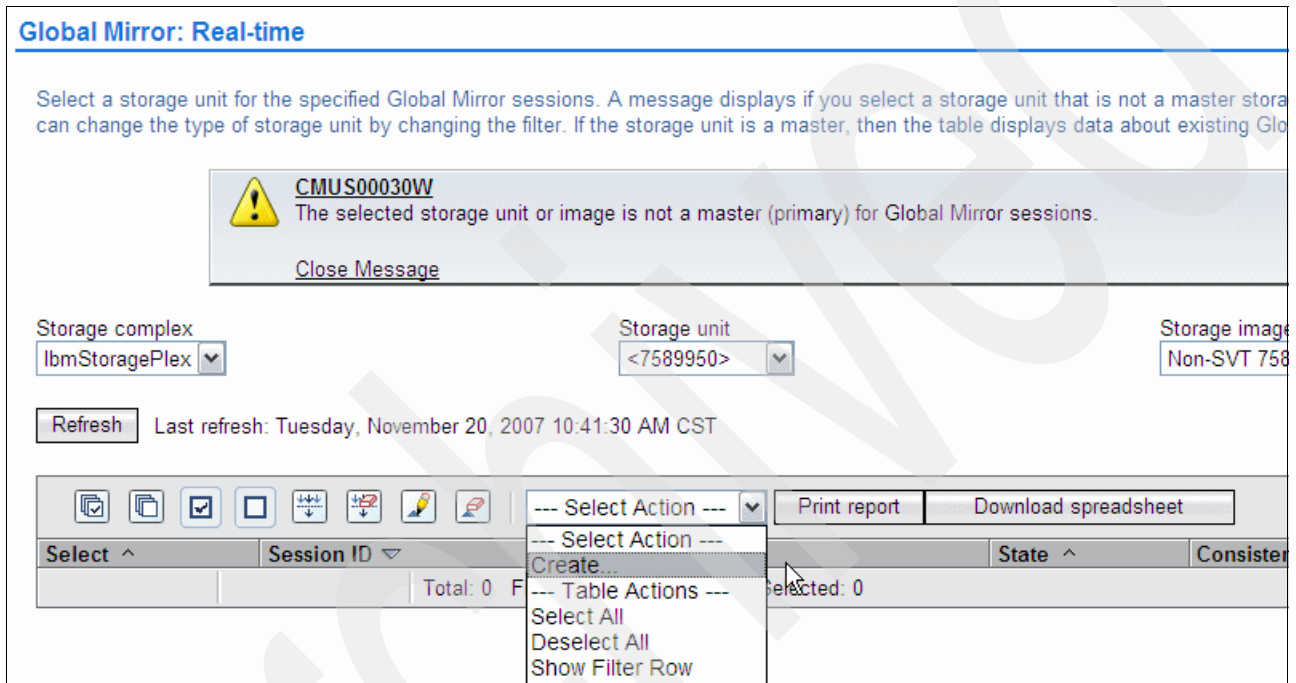 Global Mirror: Real-time
Select a storage unit for the specified Global Mirror sessions. A message displays if you select a storage unit that is not a master stora
can change the type of storage unit by changing the filter. If the storage unit is a master, then the table displays data about existing Glo
CMUS00030W
The selected storage unit or image is not a master (primary) for Global Mirror sessions.
Close Message
Storage complex Storage unit Storage image
IbmStoragePlex <7589950> Non-SVT 758
Refresh Last refresh: Tuesday, November 20, 2007 10:41:30 AM CST
--- Select Action --- Print report Download spreadsheet
Select ^ Session ID State ^ Consister
--- Select Action ---
Create...
Total: 0 F Selected: 0
--- Table Actions ---
Select All
Deselect All
Show Filter Row